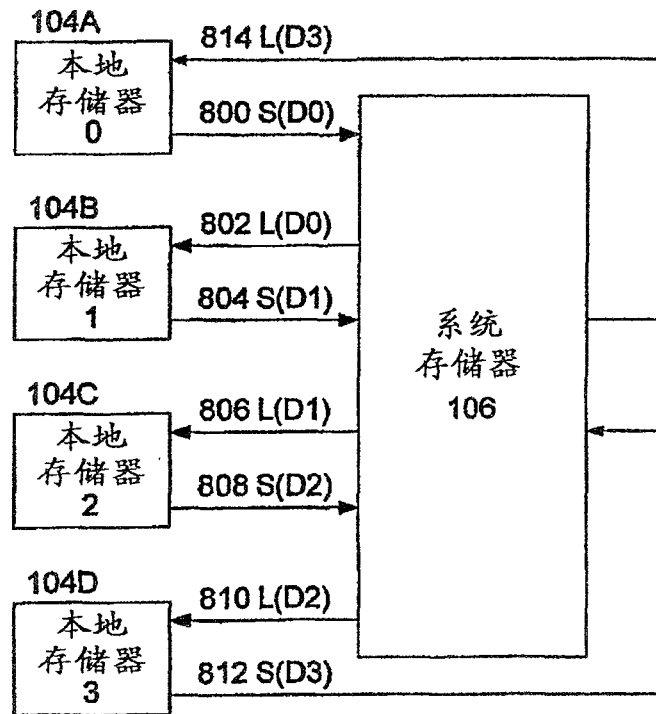 104A
本地
存储器
0
814 L(D3)
800 S(D0)
104B
本地
存储器
1
802 L(D0)
804 S(D1)
104C
本地
存储器
2
806 L(D1)
808 S(D2)
104D
本地
存储器
3
810 L(D2)
812 S(D3)
系统
存储器
106